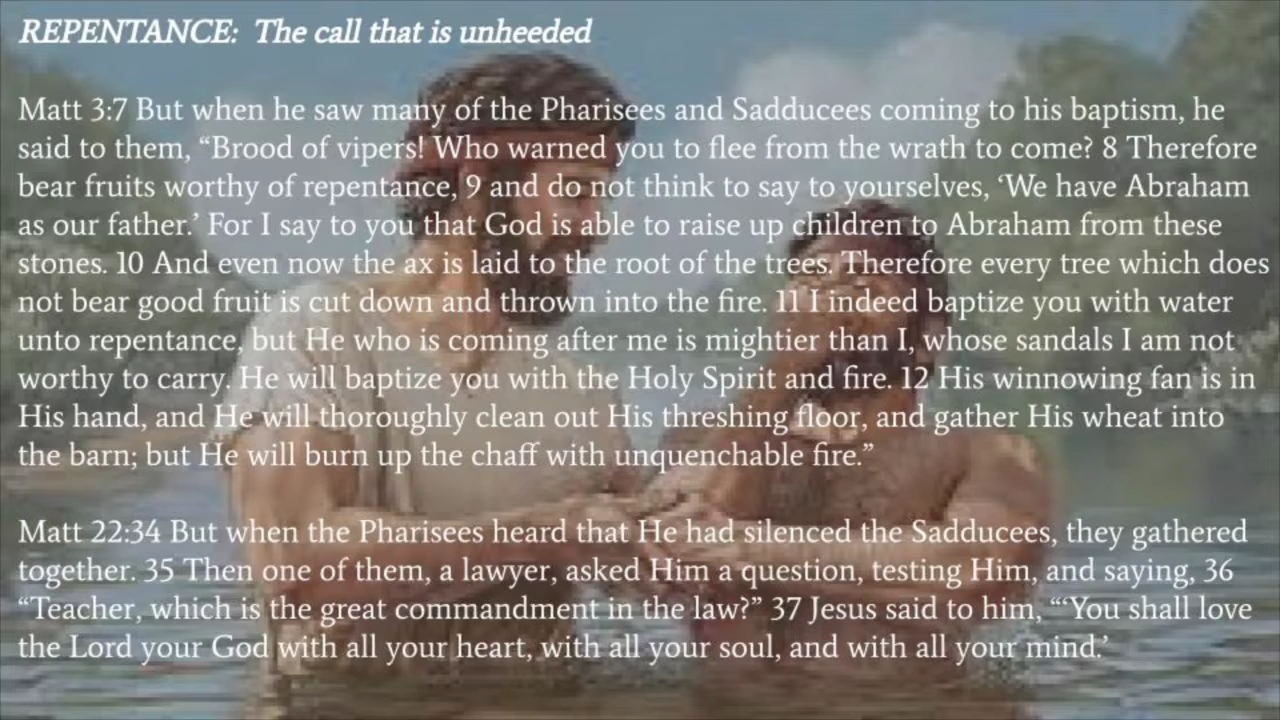 REPENTANCE:  The call that is unheeded
Matt 3:7 But when he saw many of the Pharisees and Sadducees coming to his baptism, he
said to them, “Brood of vipers! Who warned you to flee from the wrath to come? 8 Therefore
bear fruits worthy of repentance, 9 and do not think to say to yourselves, ‘We have Abraham
as our father.’ For I say to you that God is able to raise up children to Abraham from these
stones. 10 And even now the ax is laid to the root of the trees. Therefore every tree which does
not bear good fruit is cut down and thrown into the fire. 11 I indeed baptize you with water
unto repentance, but He who is coming after me is mightier than I, whose sandals I am not
worthy to carry. He will baptize you with the Holy Spirit and fire. 12 His winnowing fan is in
His hand, and He will thoroughly clean out His threshing floor, and gather His wheat into
the barn; but He will burn up the chaff with unquenchable fire.”
Matt 22:34 But when the Pharisees heard that He had silenced the Sadducees, they gathered
together. 35 Then one of them, a lawyer, asked Him a question, testing Him, and saying, 36
“Teacher, which is the great commandment in the law?” 37 Jesus said to him, “‘You shall love
the Lord your God with all your heart, with all your soul, and with all your mind.’